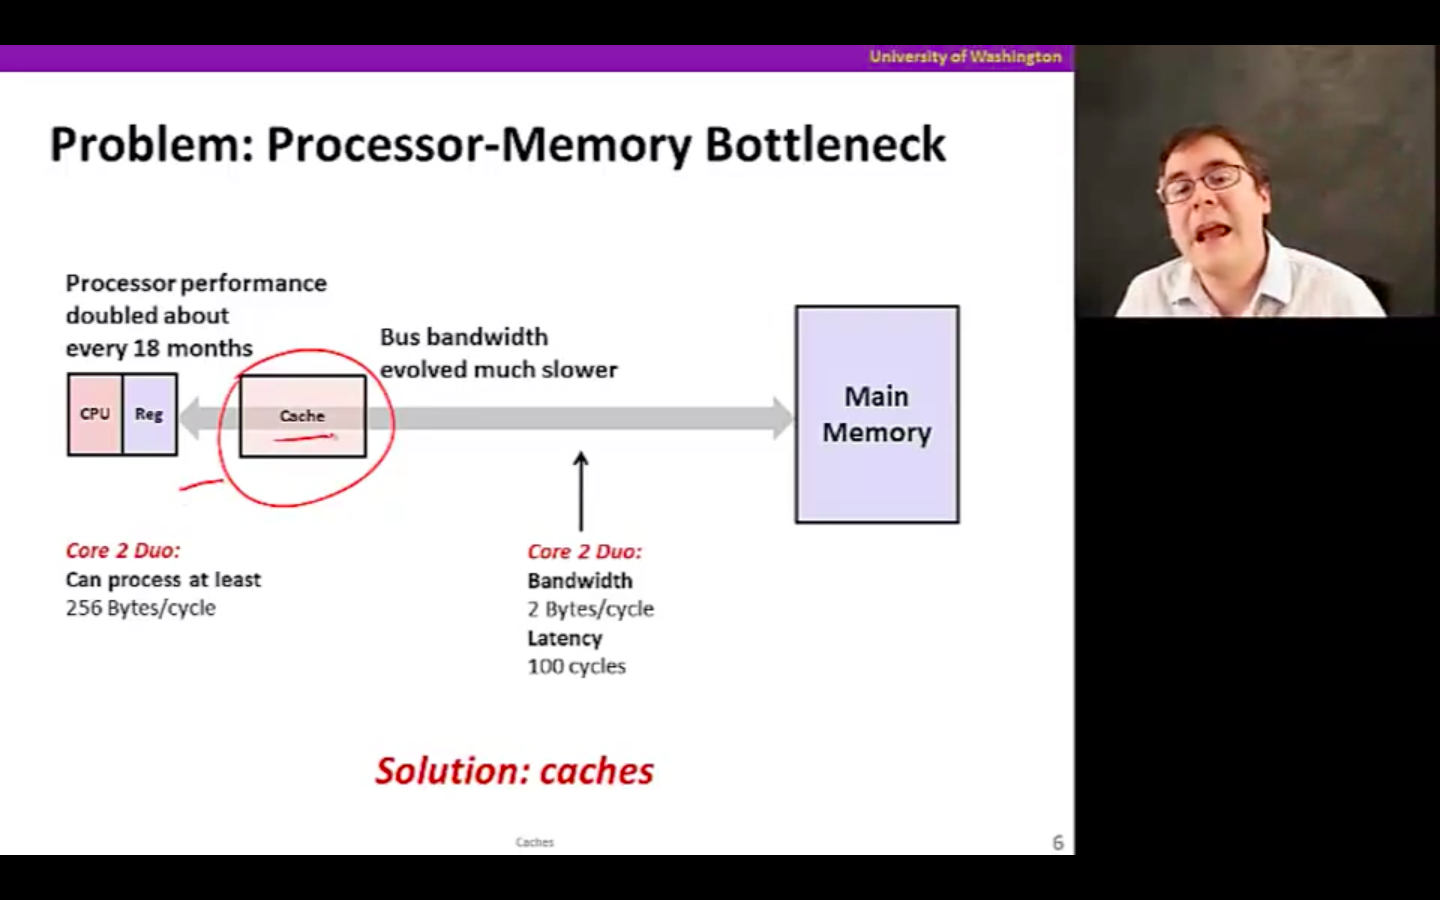 University of Washington
Problem: Processor-Memory Bottleneck
Processor performance
doubled about
every 18 months
Bus bandwidth
evolved much slower
CPU
Reg
Cache
Main
Memory
Core 2 Duo:
Can process at least
256 Bytes/cycle
Core 2 Duo:
Bandwidth
2 Bytes/cycle
Latency
100 cycles
Solution: caches
Caches
6